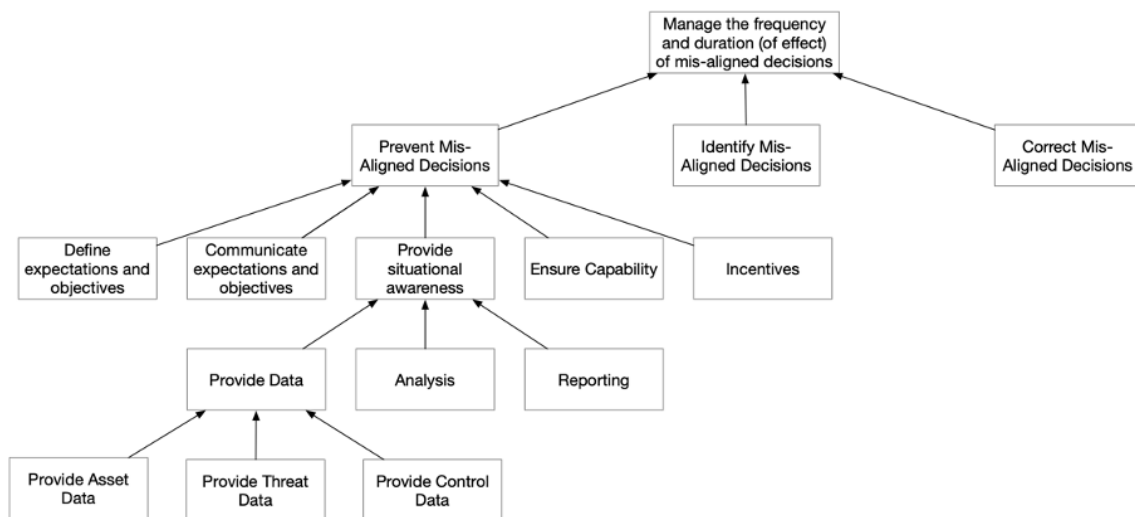 Manage the frequency
and duration (of effect)
of mis-aligned decisions
Prevent Mis-
Aligned Decisions
Identify Mis-
Aligned Decisions
Correct Mis-
Aligned Decisions
Define
expectations and
objectives
Communicate
expectations and
objectives
Provide
situational
awareness
Ensure Capability
Incentives
Provide Data
Analysis
Reporting
Provide Asset
Data
Provide Threat
Data
Provide Control
Data